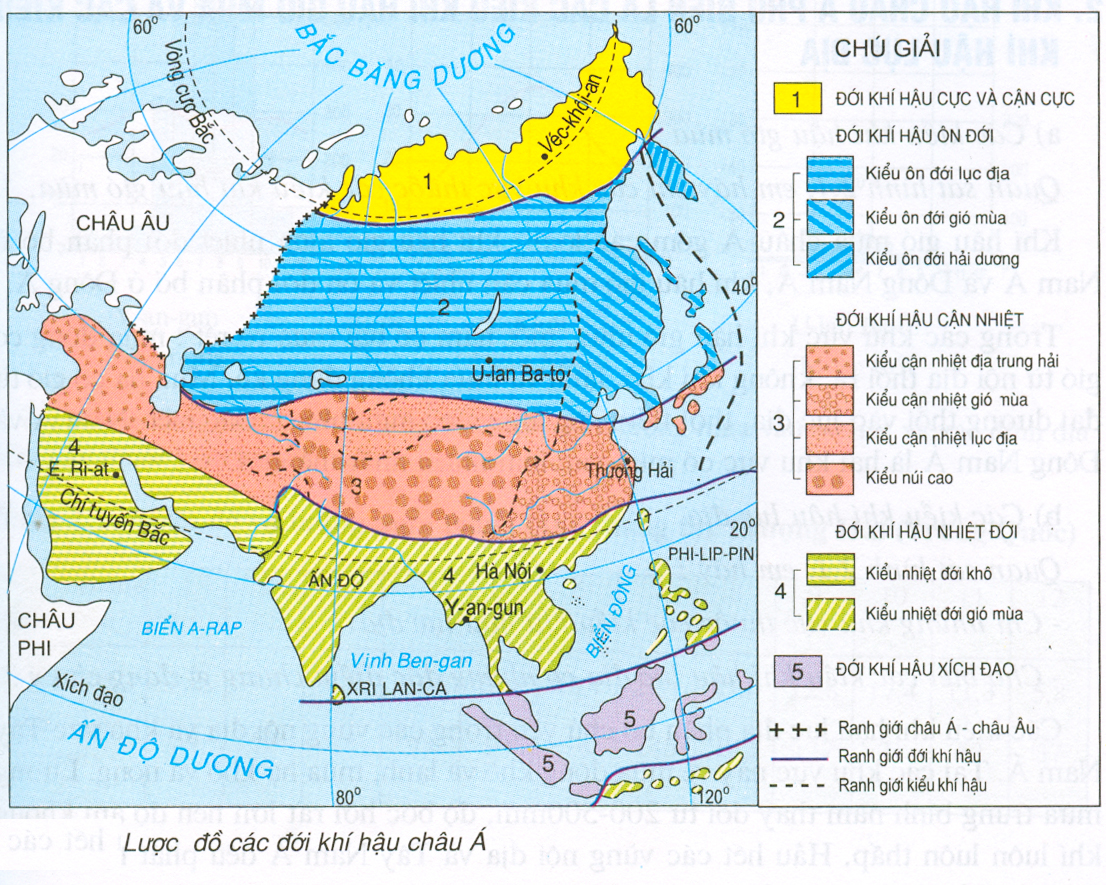 60°
60°
Vòng cực Bắc
BẮC BĂNG DƯƠNG
Véc-khôi-an
1
CHÂU ÂU
2
40°
U-lan Ba-to
4
E. Ri-at
3
Thượng Hải
Chí tuyến Bắc
20°
PHI-LIP-PIN
ẤN ĐỘ
4
Hà Nội
Y-an-gun
CHÂU
PHI
BIỂN A-RAP
BIỂN ĐÔNG
Vịnh Ben-gan
XRI LAN-CA
Xích đạo
5
5
ẤN ĐỘ DƯƠNG
80°
120°
CHÚ GIẢI
1
ĐỚI KHÍ HẬU CỰC VÀ CẬN CỰC
ĐỚI KHÍ HẬU ÔN ĐỚI
2
Kiểu ôn đới lục địa
Kiểu ôn đới gió mùa
Kiểu ôn đới hải dương
ĐỚI KHÍ HẬU CẬN NHIỆT
3
Kiểu cận nhiệt địa trung hải
Kiểu cận nhiệt gió mùa
Kiểu cận nhiệt lục địa
Kiểu núi cao
ĐỚI KHÍ HẬU NHIỆT ĐỚI
4
Kiểu nhiệt đới khô
Kiểu nhiệt đới gió mùa
5
ĐỚI KHÍ HẬU XÍCH ĐẠO
Ranh giới châu Á - châu Âu
Ranh giới đới khí hậu
Ranh giới kiểu khí hậu
Lược đồ các đới khí hậu châu Á